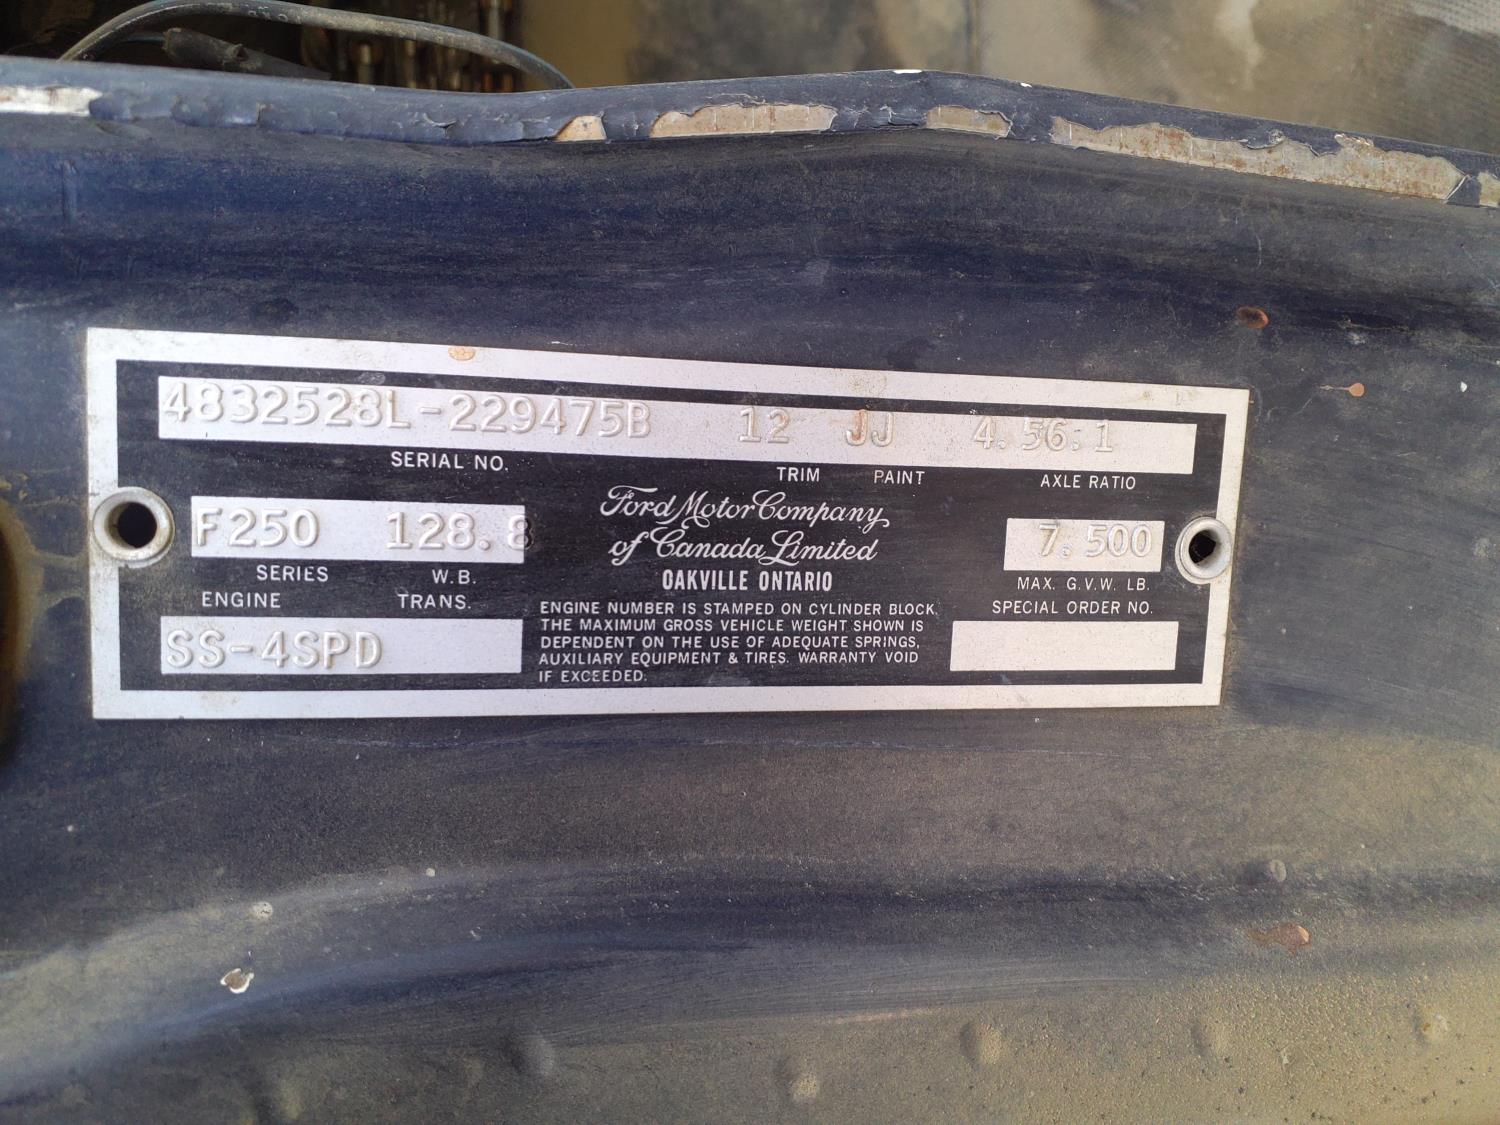 4832528L-229475B 12 JJ 4.56:1
SERIAL NO. TRIM PAINT AXLE RATIO
F250 128.8 7.500
SERIES W.B. MAX. G.V.W. LB.
Ford Motor Company
of Canada Limited
OAKVILLE ONTARIO
ENGINE TRANS. SPECIAL ORDER NO.
SS-4SPD
ENGINE NUMBER IS STAMPED ON CYLINDER BLOCK.
THE MAXIMUM GROSS VEHICLE WEIGHT SHOWN IS
DEPENDENT ON THE USE OF ADEQUATE SPRINGS,
AUXILIARY EQUIPMENT & TIRES. WARRANTY VOID
IF EXCEEDED.